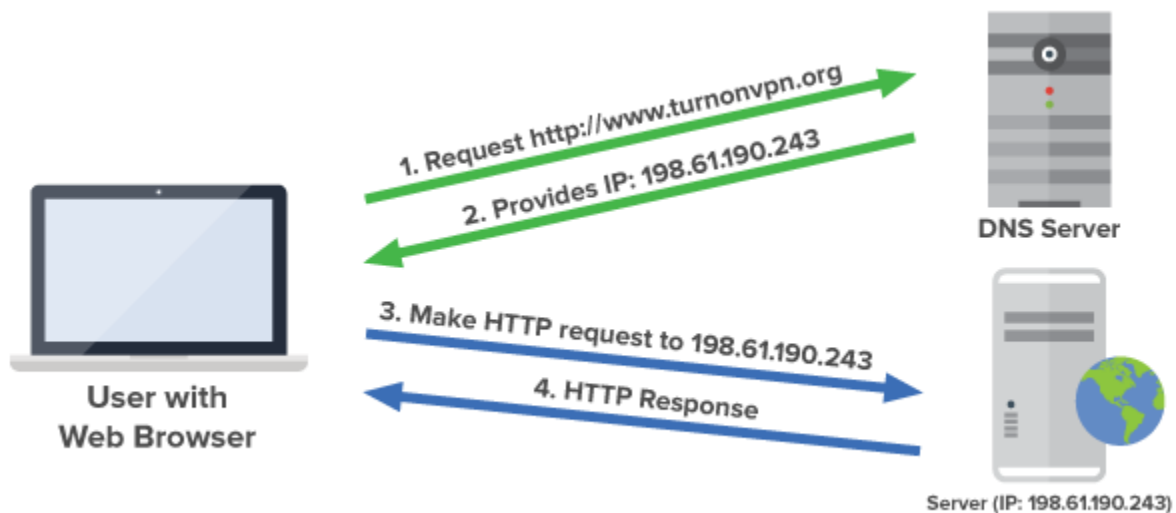 1. Request http://www.turnonvpn.org
2. Provides IP: 198.61.190.243
DNS Server
3. Make HTTP request to 198.61.190.243
4. HTTP Response
User with
Web Browser
Server (IP: 198.61.190.243)